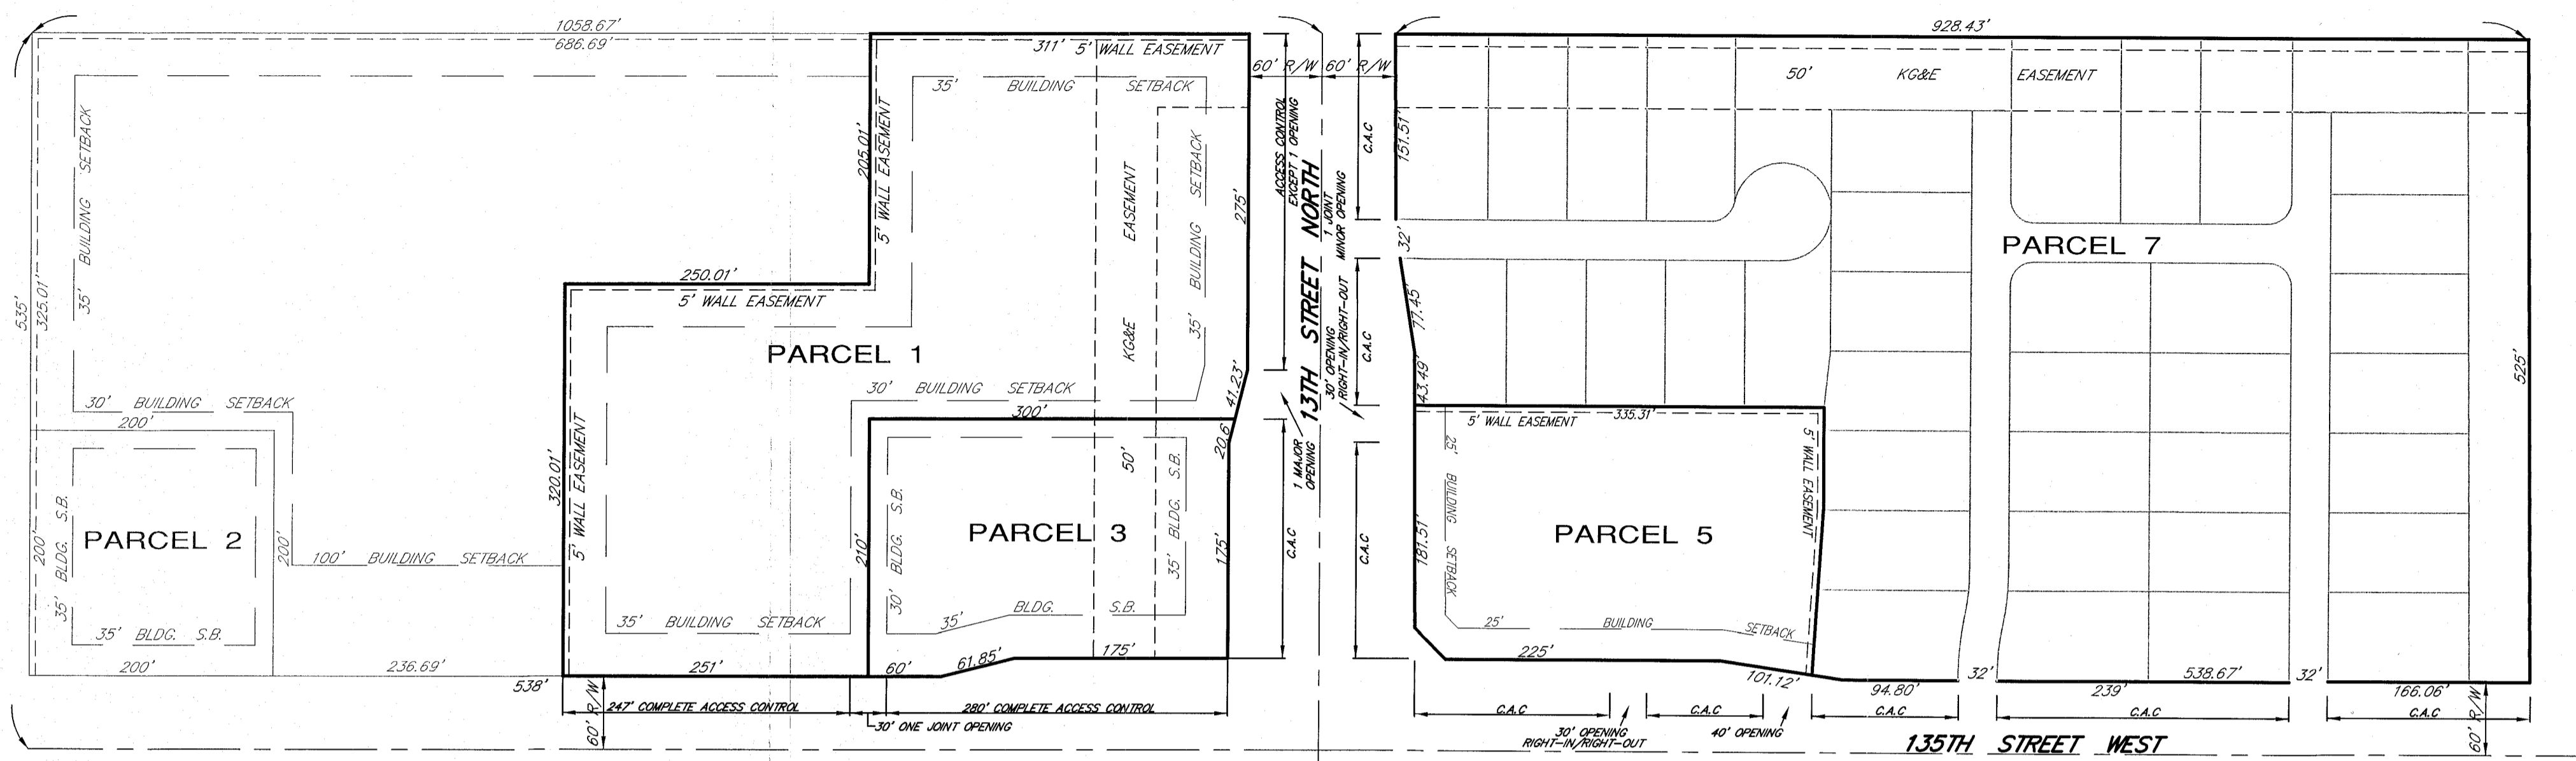 1058.67'
686.69'
535'
325.01'
35' BUILDING SETBACK
30' BUILDING SETBACK
200'
200'
35' BLDG. S.B.
PARCEL 2
200'
35' BLDG. S.B.
200'
100' BUILDING SETBACK
236.69'
538'
311' 5' WALL EASEMENT
35' BUILDING SETBACK
205.01'
5' WALL EASEMENT
250.01'
5' WALL EASEMENT
PARCEL 1
KG&E EASEMENT
35' BUILDING SETBACK
275'
41.23'
30' BUILDING SETBACK
300'
320.01'
5' WALL EASEMENT
35' BUILDING SETBACK
251'
210'
30' BLDG. S.B.
PARCEL 3
50'
35' BLDG. S.B.
20.6'
175'
35' BLDG. S.B.
60'
61.85'
175'
247' COMPLETE ACCESS CONTROL
280' COMPLETE ACCESS CONTROL
30' ONE JOINT OPENING
60' R/W
60' R/W
60' R/W
ACCESS CONTROL
EXCEPT 1 OPENING
13TH STREET NORTH
1 JOINT
MINOR OPENING
30' OPENING
RIGHT-IN/RIGHT-OUT
1 MAJOR
OPENING
C.A.C
C.A.C
C.A.C
C.A.C
928.43'
50' KG&E EASEMENT
151.51'
32'
77.45'
43.49'
PARCEL 7
525'
335.31'
5' WALL EASEMENT
5' WALL EASEMENT
25' BUILDING SETBACK
181.51'
PARCEL 5
25' BUILDING SETBACK
225'
101.12'
94.80'
32'
239'
538.67'
32'
166.06'
C.A.C
C.A.C
C.A.C
C.A.C
C.A.C
30' OPENING
RIGHT-IN/RIGHT-OUT
40' OPENING
135TH STREET WEST
60' R/W